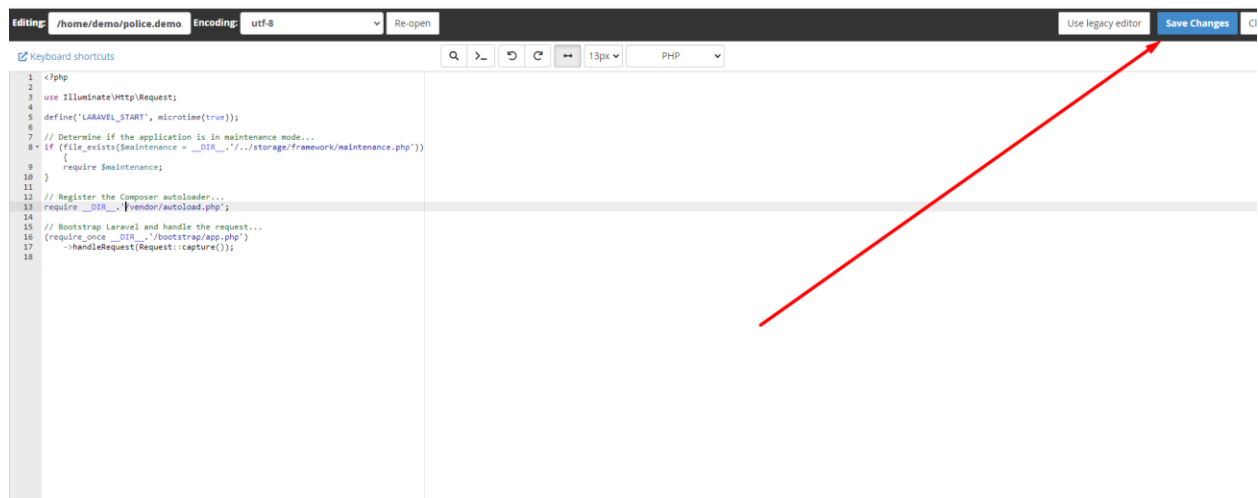 Editing: /home/demo/police.demo. Encoding: utf-8 Re-open Use legacy editor Save Changes Cl
Keyboard shortcuts 13px PHP
1 <?php
2
3 use Illuminate\Http\Request;
4
5 define('LARAVEL_START', microtime(true));
6
7 // Determine if the application is in maintenance mode...
8 if (file_exists($maintenance = __DIR__.'/../storage/framework/maintenance.php'))
{
9 require $maintenance;
10 }
11
12 // Register the Composer autoloader...
13 require __DIR__.'/vendor/autoload.php';
14
15 // Bootstrap Laravel and handle the request...
16 (require_once __DIR__.'/bootstrap/app.php')
17 ->handleRequest(Request::capture());
18